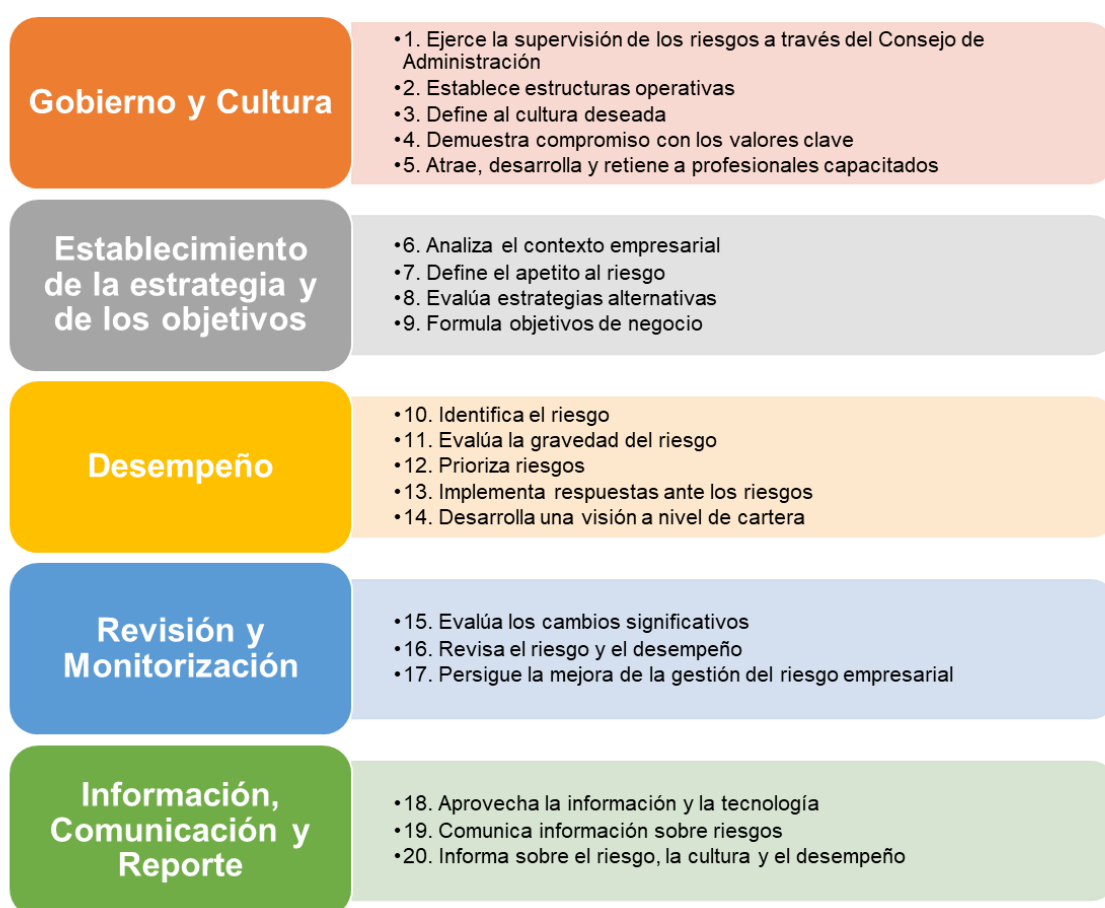 Gobierno y Cultura
•1. Ejerce la supervisión de los riesgos a través del Consejo de
Administración
•2. Establece estructuras operativas
•3. Define al cultura deseada
•4. Demuestra compromiso con los valores clave
•5. Atrae, desarrolla y retiene a profesionales capacitados
Establecimiento
de la estrategia y
de los objetivos
•6. Analiza el contexto empresarial
•7. Define el apetito al riesgo
•8. Evalúa estrategias alternativas
•9. Formula objetivos de negocio
Desempeño
•10. Identifica el riesgo
•11. Evalúa la gravedad del riesgo
•12. Prioriza riesgos
•13. Implementa respuestas ante los riesgos
•14. Desarrolla una visión a nivel de cartera
Revisión y
Monitorización
•15. Evalúa los cambios significativos
•16. Revisa el riesgo y el desempeño
•17. Persigue la mejora de la gestión del riesgo empresarial
Información,
Comunicación y
Reporte
•18. Aprovecha la información y la tecnología
•19. Comunica información sobre riesgos
•20. Informa sobre el riesgo, la cultura y el desempeño